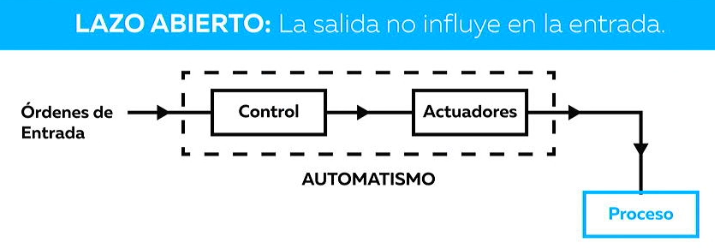 LAZO ABIERTO: La salida no influye en la entrada.
Órdenes de
Entrada
Control
Actuadores
AUTOMATISMO
Proceso